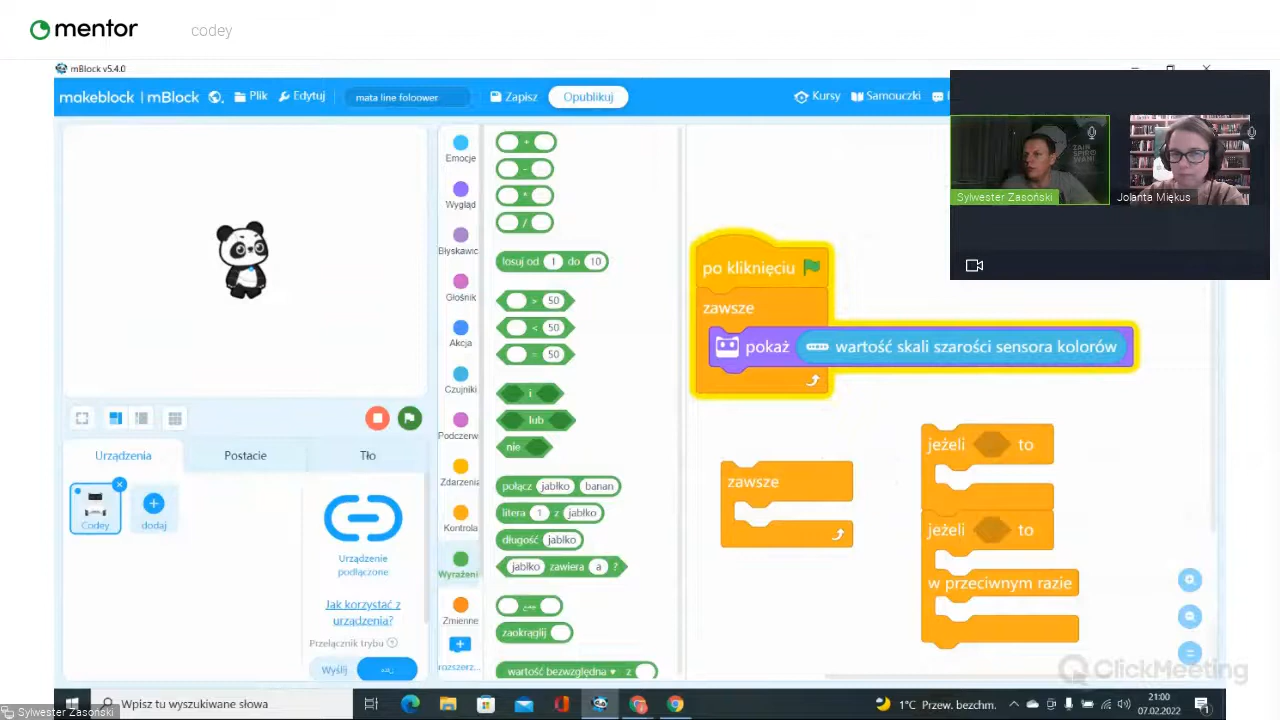 mentor codey
mBlock v5.4.0
makeblock | mBlock Plik Edytuj mata line foloower Zapisz Opublikuj Kursy Samouczki
Sylwester Zasoński
Jolanta Miękus
Emocje
Wygląd
Błyskawic
Głośnik
Akcja
Czujniki
Podczerw
Zdarzenia
Kontrola
Wyrażeni
Zmienne
rozszerz...
+
-
*
/
losuj od 1 do 10
> 50
< 50
= 50
i
lub
nie
połącz jabłko banan
litera 1 z jabłko
długość jabłko
jabłko zawiera a ?
zaokrąglij
wartość bezwzględna z
po kliknięciu
zawsze
pokaż wartość skali szarości sensora kolorów
zawsze
jeżeli to
jeżeli to
w przeciwnym razie
Urządzenia Postacie Tło
Codey
dodaj
Urządzenie
podłączone
Jak korzystać z
urządzenia?
Przełącznik trybu ?
Wyślij
ClickMeeting
Wpisz tu wyszukiwane słowa
1°C Przew. bezchm.
21:00
07.02.2022
Sylwester Zasoński